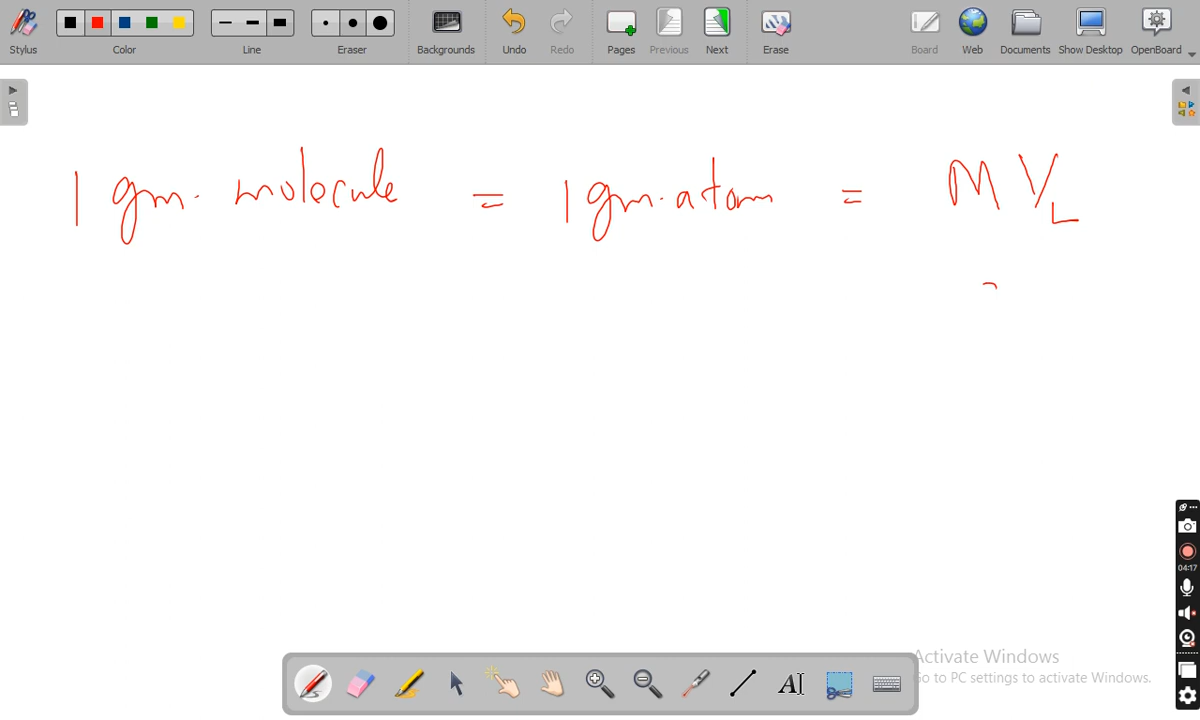 Stylus Color Line Eraser Backgrounds Undo Redo Pages Previous Next Erase Board Web Documents Show Desktop OpenBoard
1 gm. molecule = 1 gm. atom = M V L
04:17
Activate Windows
Go to PC settings to activate Windows.
AI